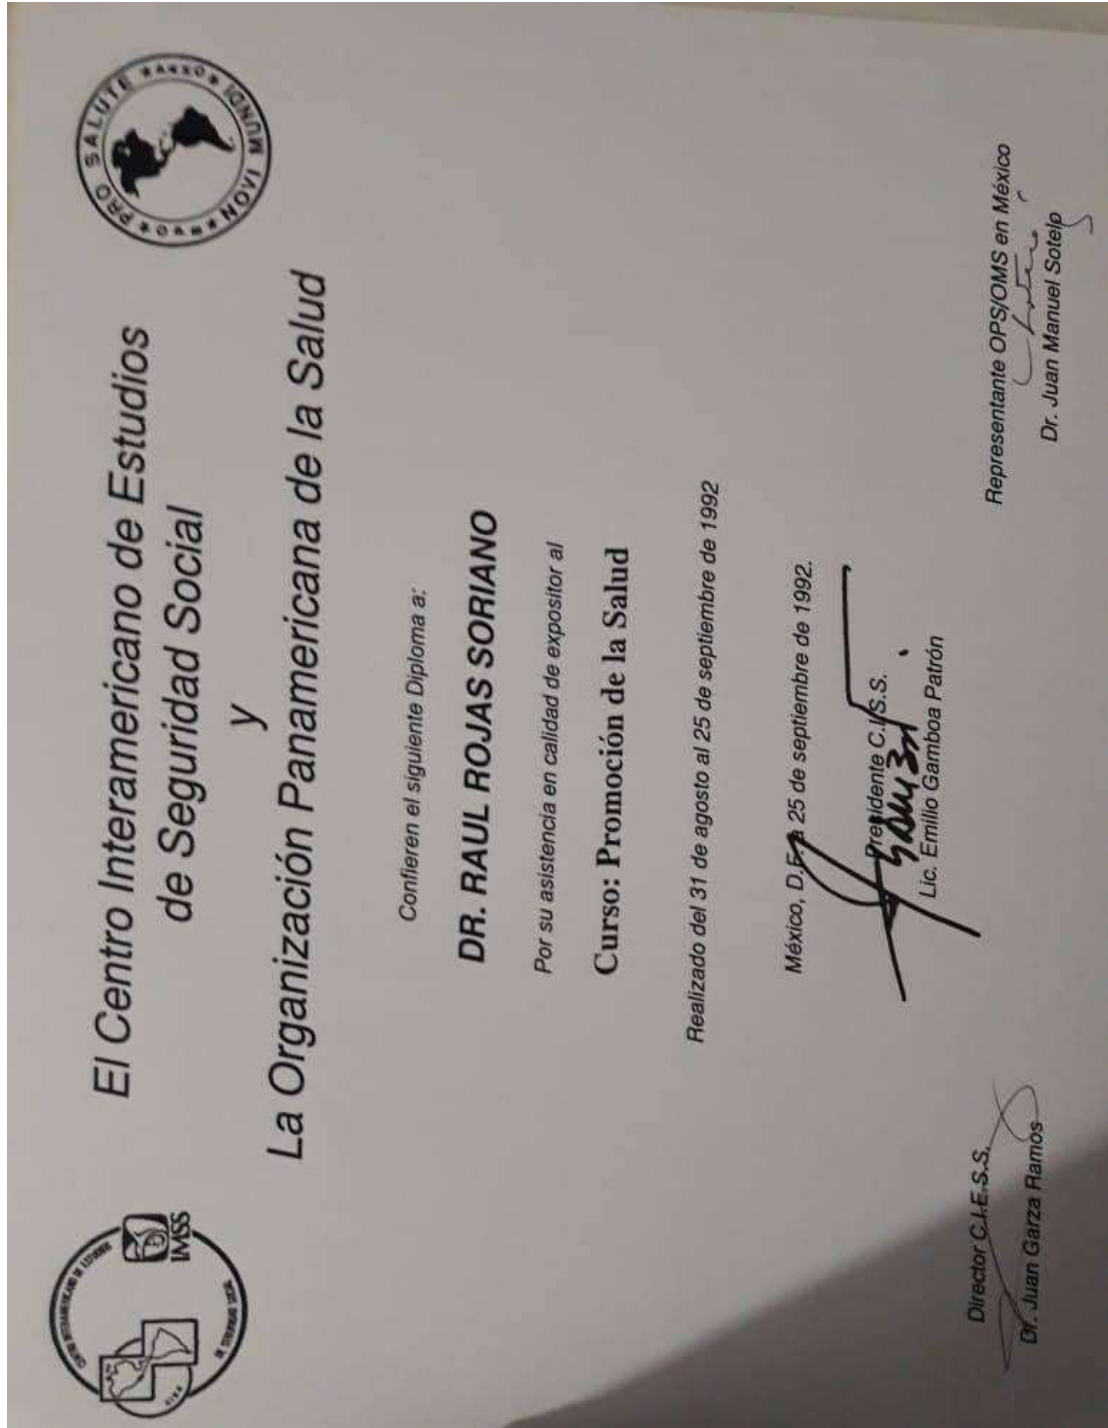 PRO SALUTE
NOVI MUNDI
IMSS
El Centro Interamericano de Estudios
de Seguridad Social
y
La Organización Panamericana de la Salud
Confieren el siguiente Diploma a:
DR. RAUL ROJAS SORIANO
Por su asistencia en calidad de expositor al
Curso: Promoción de la Salud
Realizado del 31 de agosto al 25 de septiembre de 1992
México, D.F. a 25 de septiembre de 1992.
Presidente C.I.S.S.
Lic. Emilio Gamboa Patrón
Director C.I.E.S.S.
Dr. Juan Garza Ramos
Representante OPS/OMS en México
Dr. Juan Manuel Sotelo